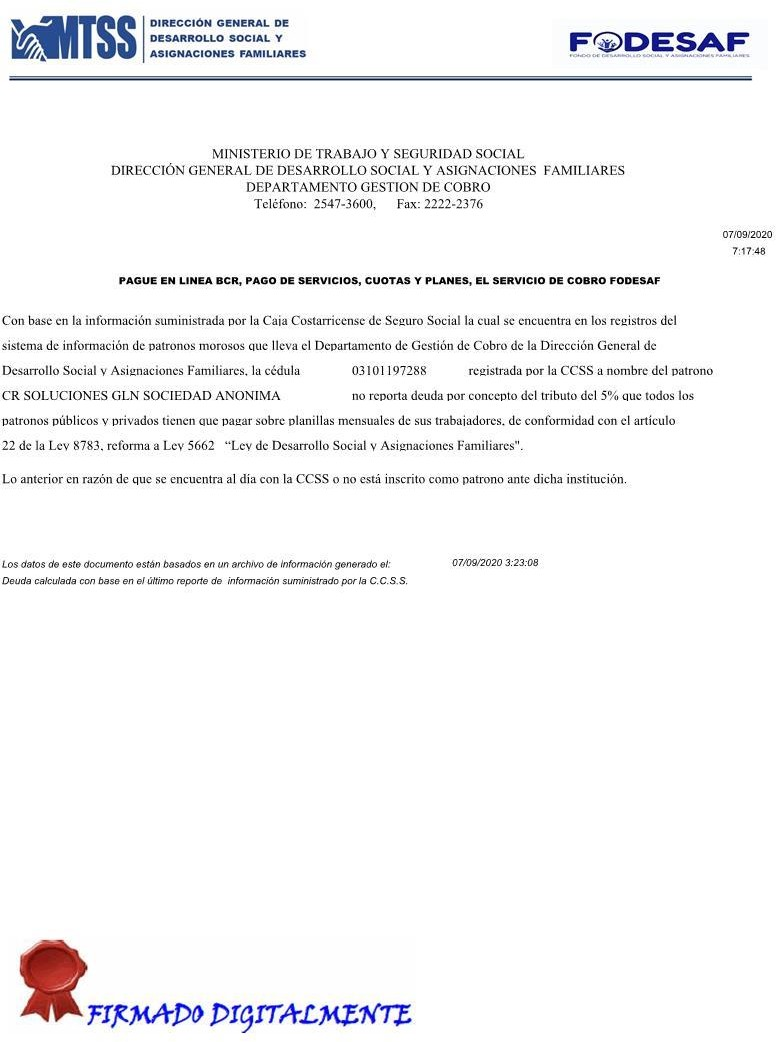 MTSS
DIRECCIÓN GENERAL DE
DESARROLLO SOCIAL Y
ASIGNACIONES FAMILIARES
FODESAF
FONDO DE DESARROLLO SOCIAL Y ASIGNACIONES FAMILIARES
MINISTERIO DE TRABAJO Y SEGURIDAD SOCIAL
DIRECCIÓN GENERAL DE DESARROLLO SOCIAL Y ASIGNACIONES FAMILIARES
DEPARTAMENTO GESTION DE COBRO
Teléfono: 2547-3600, Fax: 2222-2376
07/09/2020
7:17:48
PAGUE EN LINEA BCR, PAGO DE SERVICIOS, CUOTAS Y PLANES, EL SERVICIO DE COBRO FODESAF
Con base en la información suministrada por la Caja Costarricense de Seguro Social la cual se encuentra en los registros del
sistema de información de patronos morosos que lleva el Departamento de Gestión de Cobro de la Dirección General de
Desarrollo Social y Asignaciones Familiares, la cédula 03101197288 registrada por la CCSS a nombre del patrono
CR SOLUCIONES GLN SOCIEDAD ANONIMA no reporta deuda por concepto del tributo del 5% que todos los
patronos públicos y privados tienen que pagar sobre planillas mensuales de sus trabajadores, de conformidad con el artículo
22 de la Ley 8783, reforma a Ley 5662 “Ley de Desarrollo Social y Asignaciones Familiares".
Lo anterior en razón de que se encuentra al día con la CCSS o no está inscrito como patrono ante dicha institución.
Los datos de este documento están basados en un archivo de información generado el: 07/09/2020 3:23:08
Deuda calculada con base en el último reporte de información suministrado por la C.C.S.S.
FIRMADO DIGITALMENTE